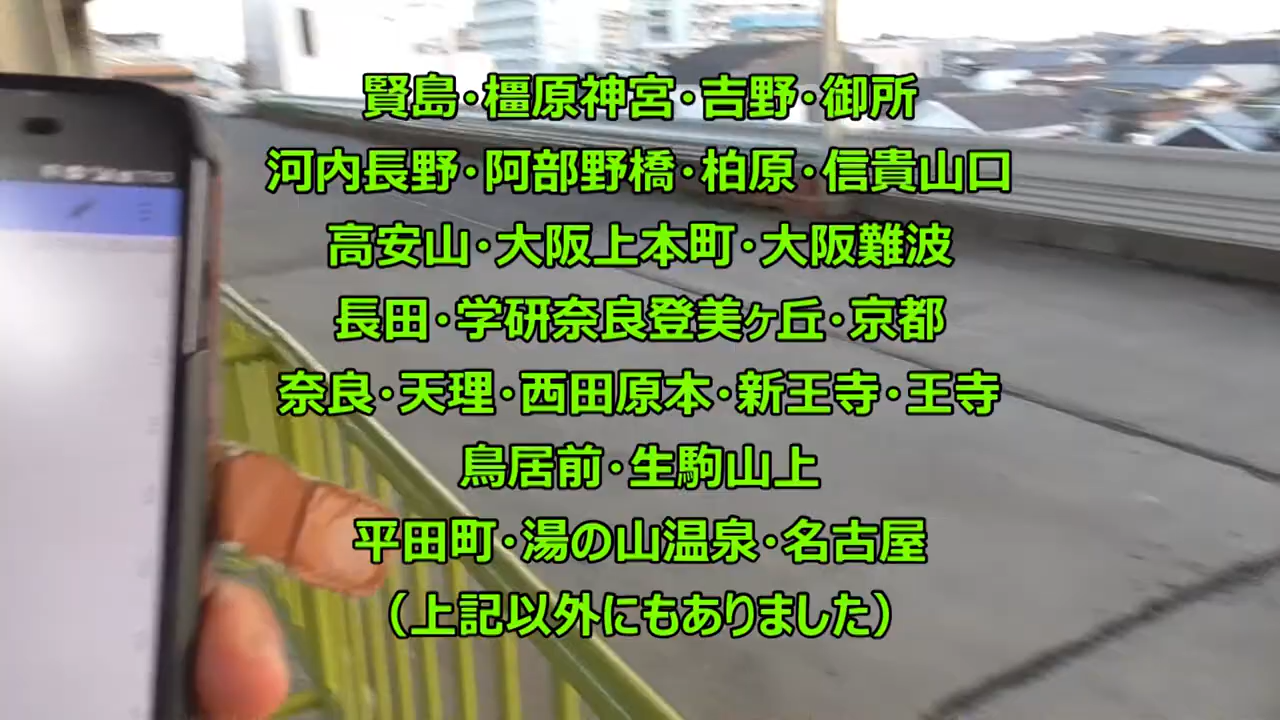 賢島・橿原神宮・吉野・御所
河内長野・阿部野橋・柏原・信貴山口
高安山・大阪上本町・大阪難波
長田・学研奈良登美ヶ丘・京都
奈良・天理・西田原本・新王寺・王寺
鳥居前・生駒山上
平田町・湯の山温泉・名古屋
（上記以外にもありました）